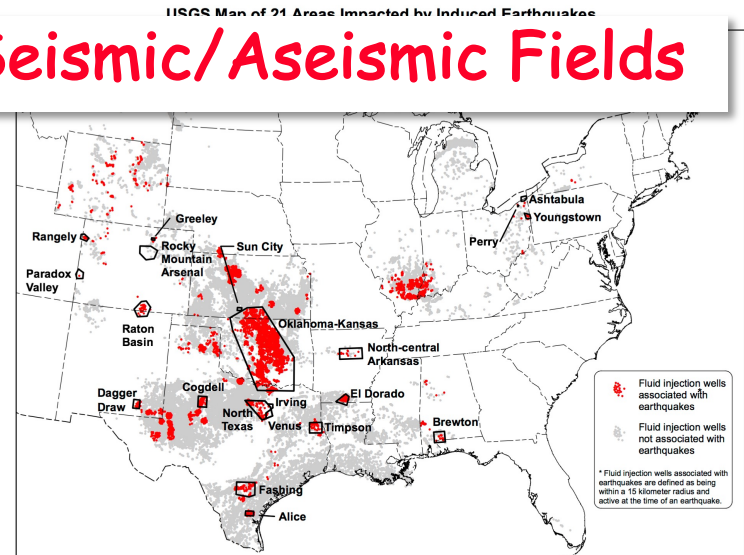 USGS Map of 21 Areas Impacted by Induced Earthquakes
Seismic/Aseismic Fields
Ashtabula
Youngstown
Perry
Greeley
Rangely
Rocky
Mountain
Arsenal
Sun City
Paradox
Valley
Raton
Basin
Oklahoma-Kansas
North-central
Arkansas
Dagger
Draw
Cogdell
Irving
El Dorado
North
Texas
Venus
Timpson
Brewton
Fashing
Alice
Fluid injection wells
associated with
earthquakes
Fluid injection wells
not associated with
earthquakes
* Fluid injection wells associated with
earthquakes are defined as being
within a 15 kilometer radius and
active at the time of an earthquake.